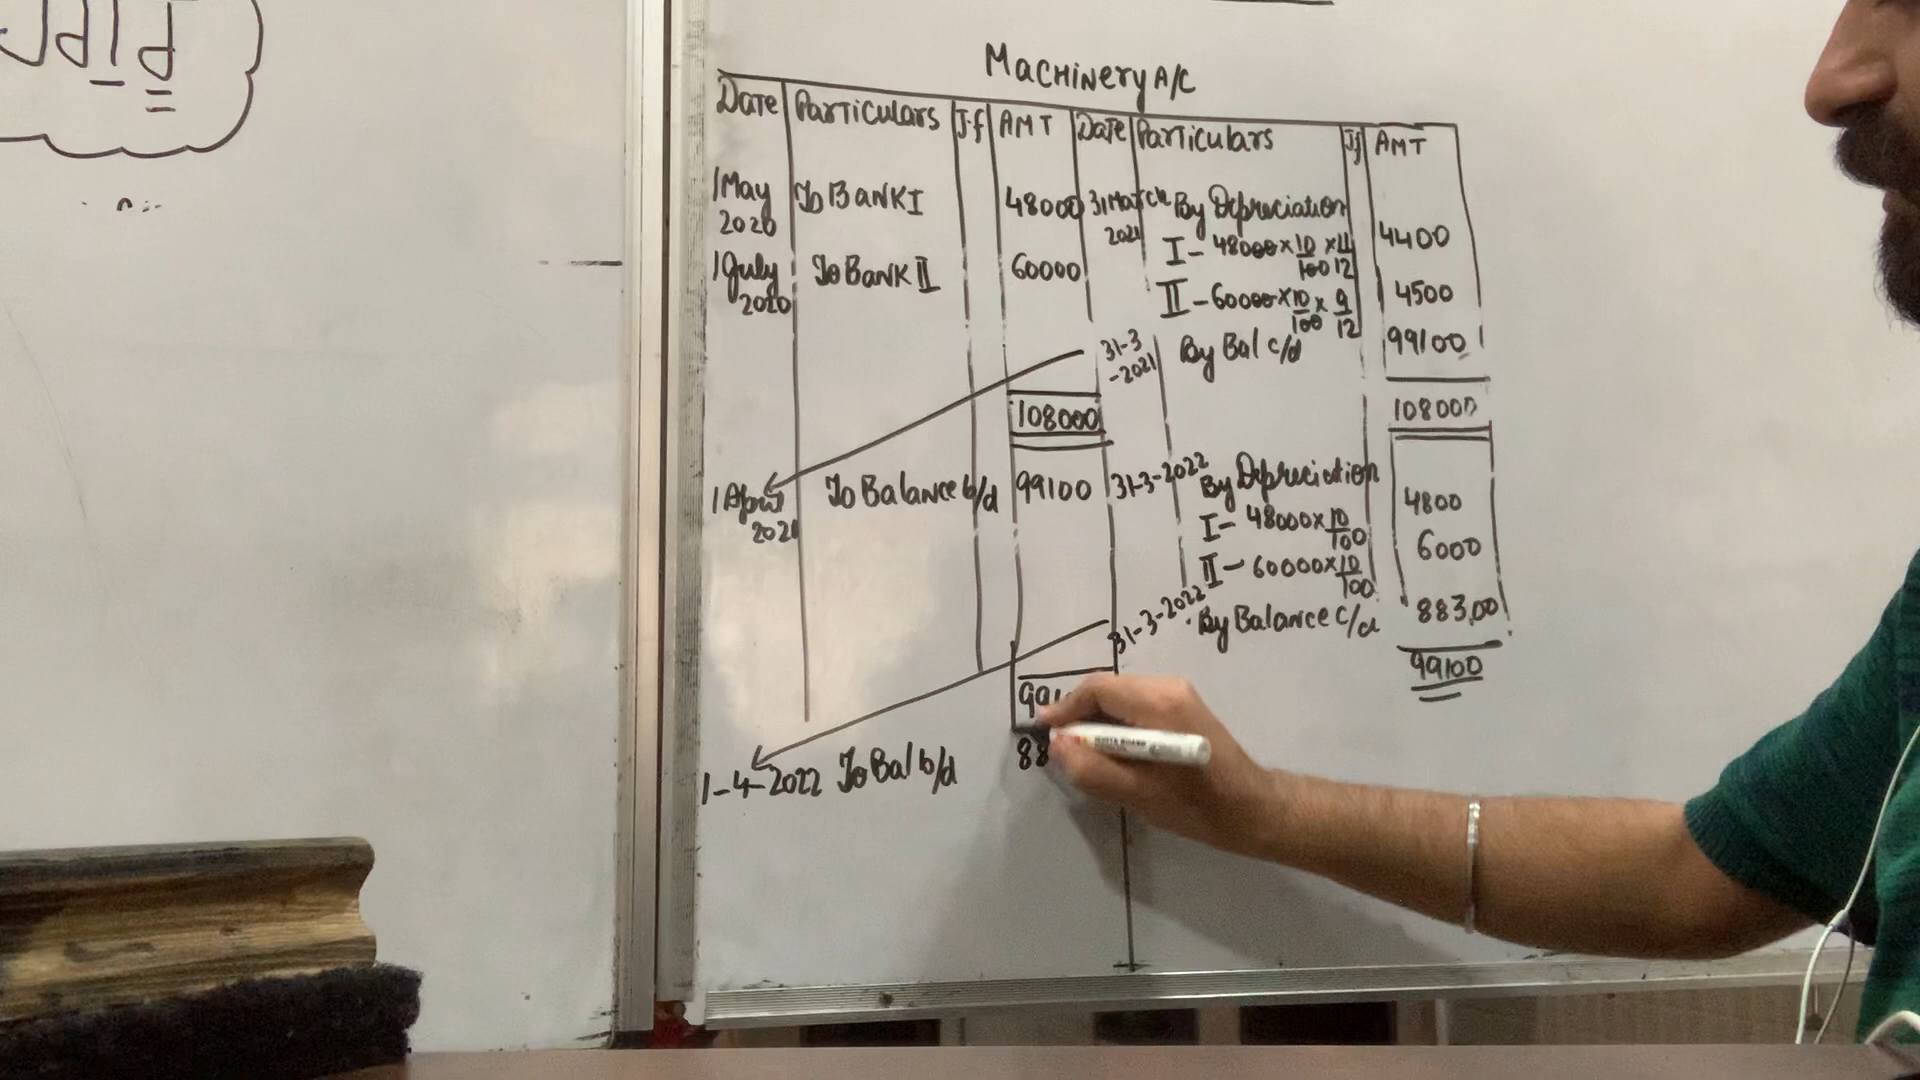 Machinery A/c
Date Particulars J.f AMT Date Particulars Jf AMT
1 May 2020 To Bank I 48000 31 March 2021 By Depreciation
I - 48000 × 10/100 × 11/12 4400
1 July 2020 To Bank II 60000
II - 60000 × 10/100 × 9/12 4500
31-3-2021 By Bal c/d 99100
108000 108000
1 April 2021 To Balance b/d 99100 31-3-2022 By Depreciation
I - 48000 × 10/100 4800
II - 60000 × 10/100 6000
31-3-2022 By Balance c/d 88300
99100
1-4-2022 To Bal b/d